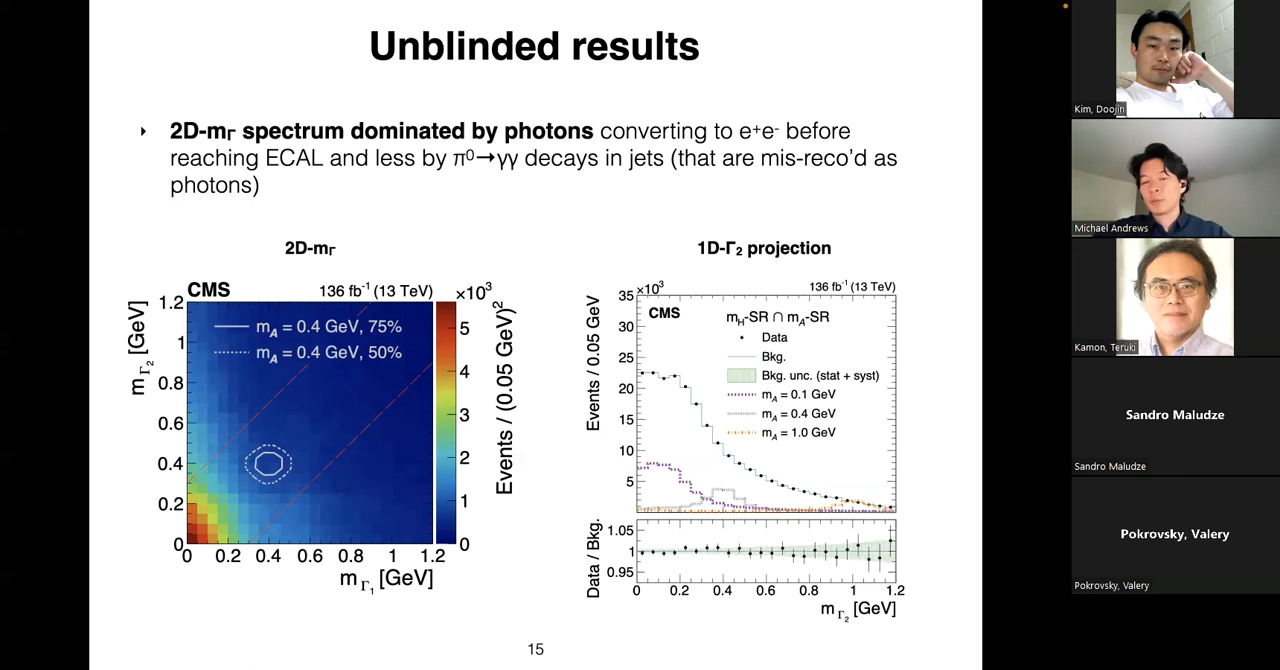 Unblinded results
‣ 2D-mΓ spectrum dominated by photons converting to e⁺e⁻ before
reaching ECAL and less by π⁰→γγ decays in jets (that are mis-reco’d as
photons)
2D-mΓ
CMS
136 fb⁻¹ (13 TeV)
×10³
mA = 0.4 GeV, 75%
mA = 0.4 GeV, 50%
1.2
1
0.8
0.6
0.4
0.2
0
mΓ₂ [GeV]
0.2 0.4 0.6 0.8 1 1.2
mΓ₁ [GeV]
5
4
3
2
1
0
Events / (0.05 GeV)²
1D-Γ₂ projection
×10³
136 fb⁻¹ (13 TeV)
CMS
mH-SR ∩ mA-SR
Data
Bkg.
Bkg. unc. (stat + syst)
mA = 0.1 GeV
mA = 0.4 GeV
mA = 1.0 GeV
35
30
25
20
15
10
5
Events / 0.05 GeV
1.05
1
0.95
Data / Bkg.
0 0.2 0.4 0.6 0.8 1.0 1.2
mΓ₂ [GeV]
15
Kim, Doojin
Michael Andrews
Kamon, Teruki
Sandro Maludze
Sandro Maludze
Pokrovsky, Valery
Pokrovsky, Valery